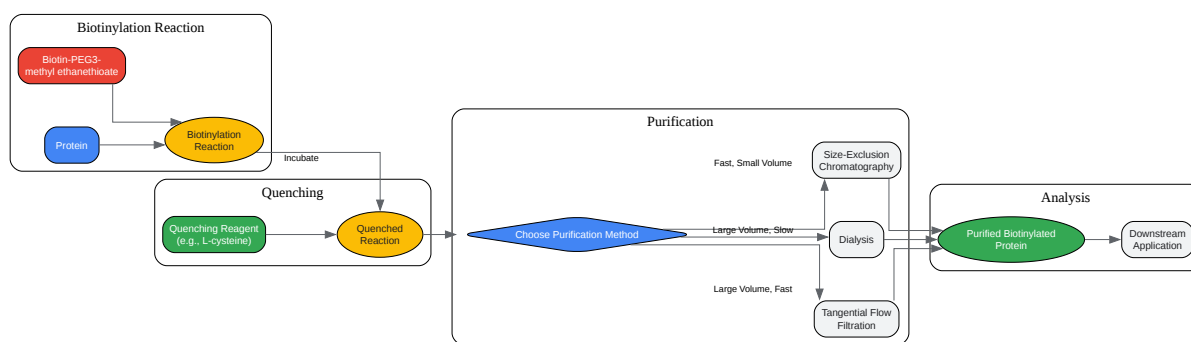 Biotinylation Reaction
Biotin-PEG3-
methyl ethanethioate
Protein
Biotinylation
Reaction
Incubate
Quenching
Quenching Reagent
(e.g., L-cysteine)
Quenched
Reaction
Purification
Choose Purification Method
Fast, Small Volume
Large Volume, Slow
Large Volume, Fast
Size-Exclusion
Chromatography
Dialysis
Tangential Flow
Filtration
Analysis
Purified Biotinylated
Protein
Downstream
Application